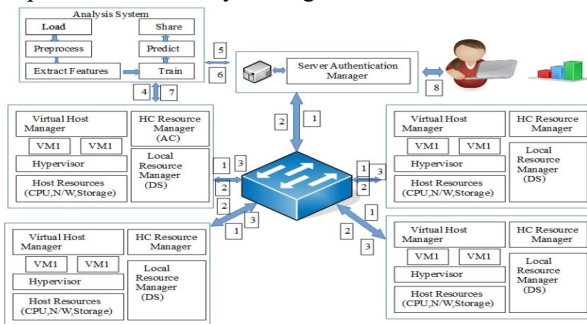 Analysis System
Load
Share
Preprocess
Predict
Extract Features
Train
5
6
Server Authentication
Manager
8
4
7
2
1
Virtual Host
Manager
HC Resource
Manager
(AC)
VM1
VM1
Local
Resource
Manager
(DS)
Hypervisor
Host Resources
(CPU,N/W,Storage)
1
3
2
2
1
3
Virtual Host
Manager
HC Resource
Manager
VM1
VM1
Local
Resource
Manager
(DS)
Hypervisor
Host Resources
(CPU,N/W,Storage)
1
3
2
1
2
3
Virtual Host
Manager
HC Resource
Manager
VM1
VM1
Local
Resource
Manager
(DS)
Hypervisor
Host Resources
(CPU,N/W,Storage)
Virtual Host
Manager
HC Resource
Manager
VM1
VM1
Local
Resource
Manager
(DS)
Hypervisor
Host Resources
(CPU,N/W,Storage)